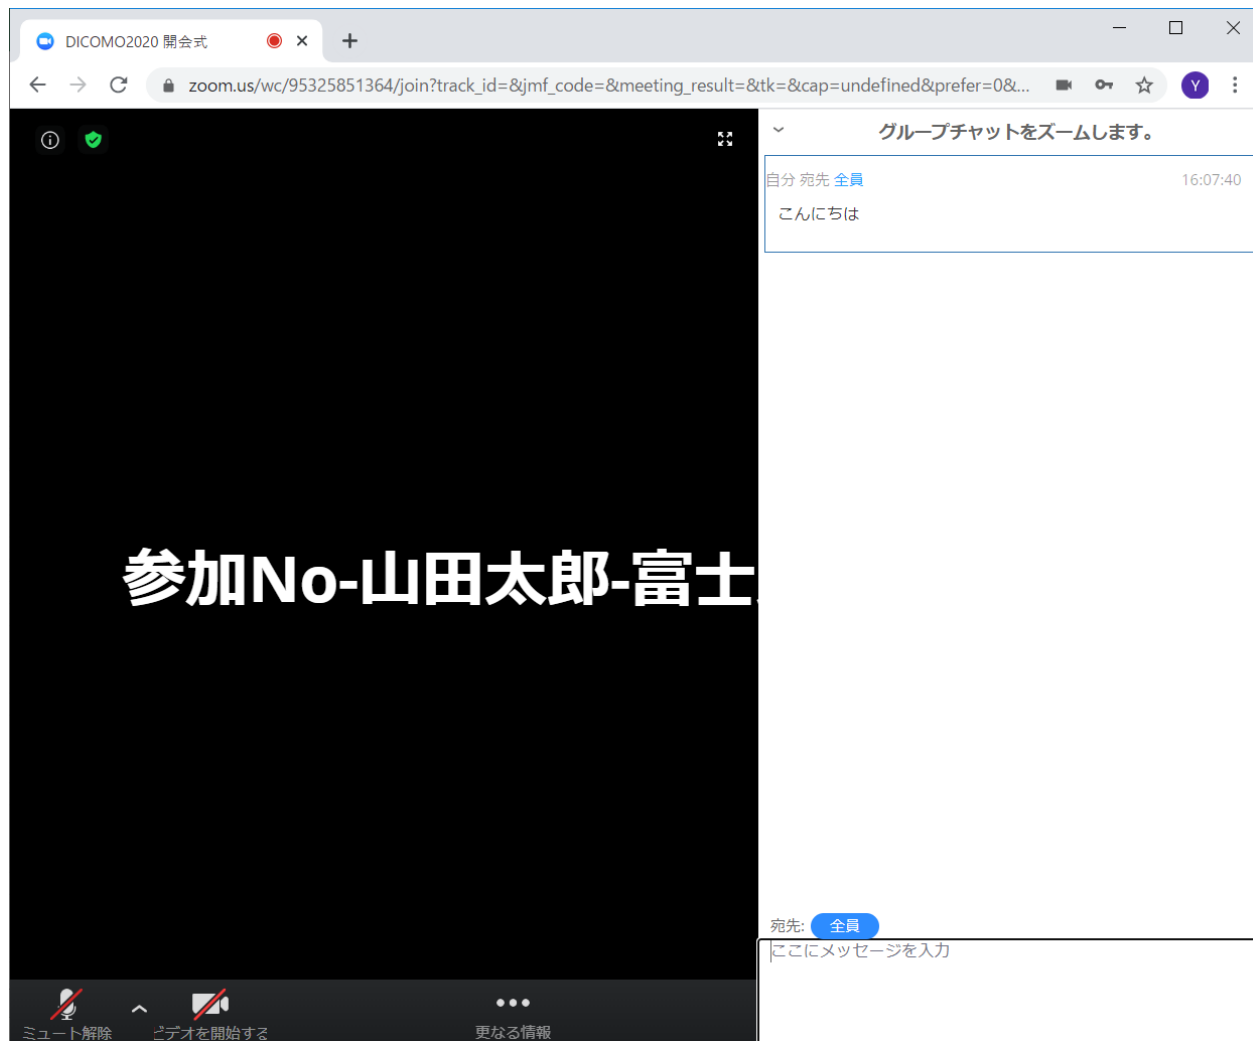 DICOMO2020 開会式
zoom.us/wc/95325851364/join?track_id=&jmf_code=&meeting_result=&tk=&cap=undefined&prefer=0&...
Y
グループチャットをズームします。
自分 宛先 全員 16:07:40
こんにちは
参加No-山田太郎-富士
宛先: 全員
ここにメッセージを入力
ミュート解除 ビデオを開始する 更なる情報